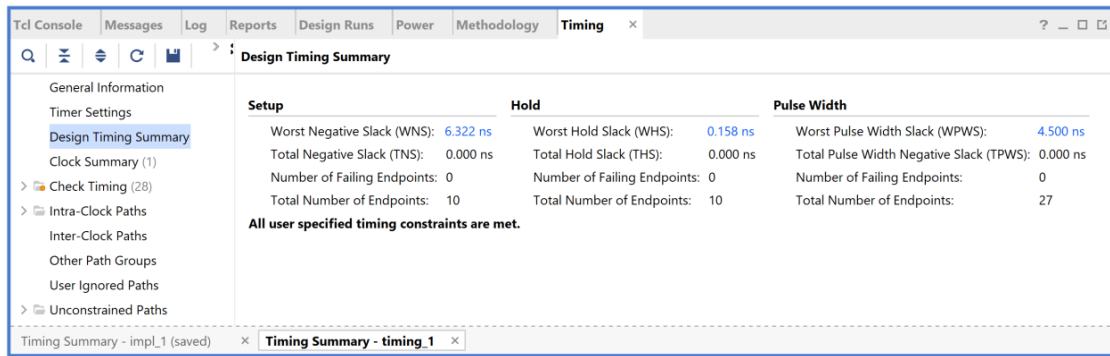 Tcl Console Messages Log Reports Design Runs Power Methodology Timing × ? _
Design Timing Summary
General Information
Timer Settings
Design Timing Summary
Clock Summary (1)
> Check Timing (28)
> Intra-Clock Paths
Inter-Clock Paths
Other Path Groups
User Ignored Paths
> Unconstrained Paths
Setup Hold Pulse Width
Worst Negative Slack (WNS): 6.322 ns Worst Hold Slack (WHS): 0.158 ns Worst Pulse Width Slack (WPWS): 4.500 ns
Total Negative Slack (TNS): 0.000 ns Total Hold Slack (THS): 0.000 ns Total Pulse Width Negative Slack (TPWS): 0.000 ns
Number of Failing Endpoints: 0 Number of Failing Endpoints: 0 Number of Failing Endpoints: 0
Total Number of Endpoints: 10 Total Number of Endpoints: 10 Total Number of Endpoints: 27
All user specified timing constraints are met.
Timing Summary - impl_1 (saved) × Timing Summary - timing_1 ×